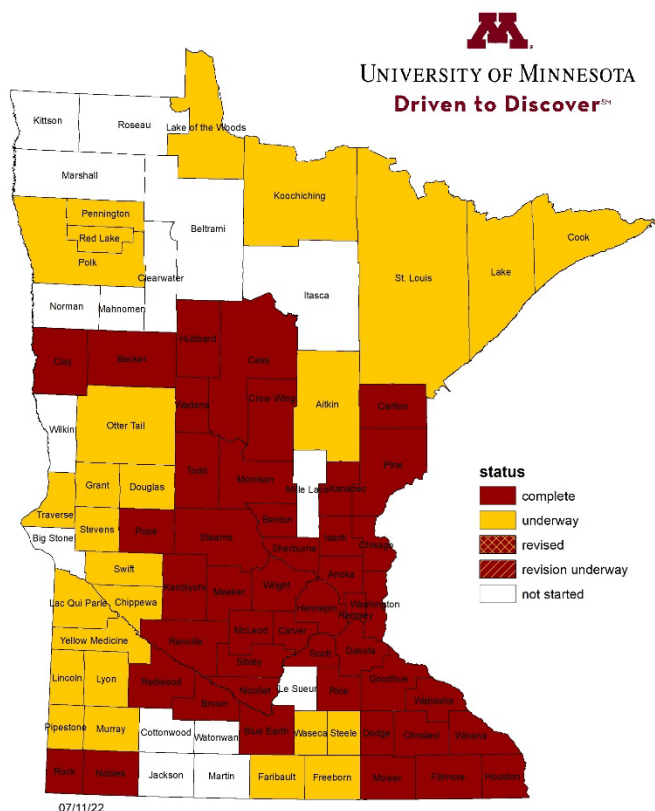 M
UNIVERSITY OF MINNESOTA
Driven to Discover℠
Kittson
Roseau
Lake of the Woods
Marshall
Koochiching
Pennington
Beltrami
Red Lake
Polk
Cook
Clearwater
Lake
St. Louis
Itasca
Norman
Mahnomen
Hubbard
Clay
Becker
Cass
Wadena
Crow Wing
Aitkin
Carlton
Otter Tail
Wilkin
Pine
Todd
Morrison
Grant
Douglas
Mille Lacs
Kanabec
Traverse
Benton
Stevens
Pope
Stearns
Isanti
Big Stone
Sherburne
Chisago
Swift
Anoka
Kandiyohi
Meeker
Wright
Lac Qui Parle
Chippewa
Hennepin
Washington
Ramsey
Yellow Medicine
Renville
McLeod
Carver
Scott
Dakota
Sibley
Lincoln
Lyon
Redwood
Nicollet
Le Sueur
Rice
Goodhue
Wabasha
Brown
Pipestone
Murray
Cottonwood
Watonwan
Blue Earth
Waseca
Steele
Dodge
Olmsted
Winona
Rock
Nobles
Jackson
Martin
Faribault
Freeborn
Mower
Fillmore
Houston
status
complete
underway
revised
revision underway
not started
07/11/22